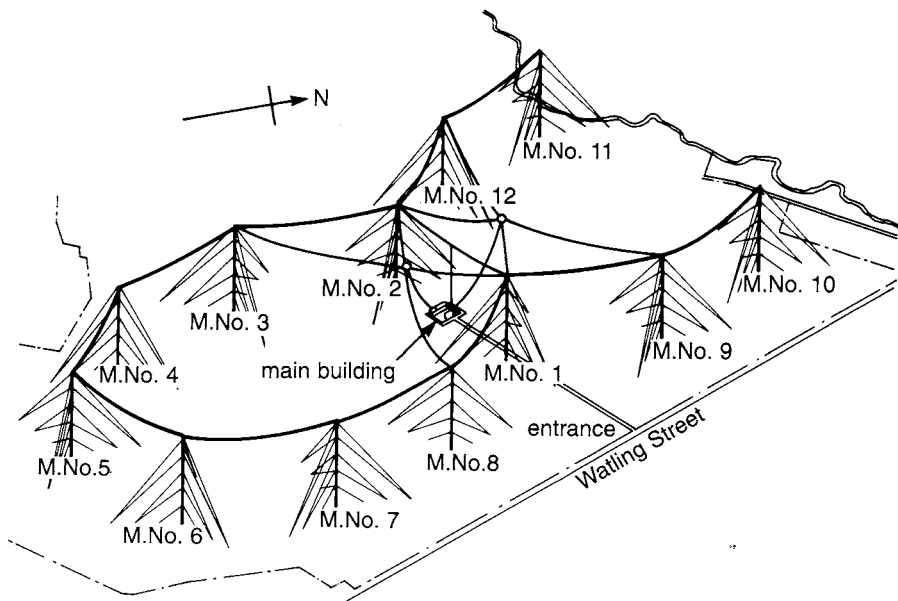 N
M.No. 11
M.No. 12
M.No. 2
M.No. 10
M.No. 3
M.No. 9
M.No. 4
main building
M.No. 1
entrance
Watling Street
M.No.5
M.No.8
M.No. 7
M.No. 6